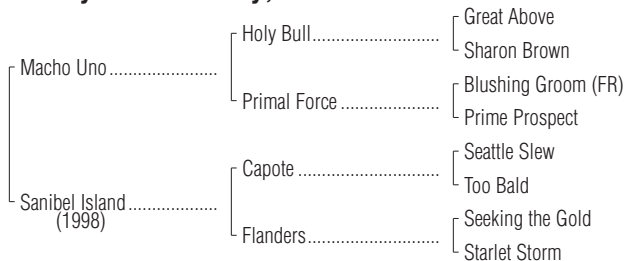 Holy Bull
Great Above
Sharon Brown
Macho Uno
Primal Force
Blushing Groom (FR)
Prime Prospect
Capote
Seattle Slew
Too Bald
Sanibel Island
(1998)
Flanders
Seeking the Gold
Starlet Storm